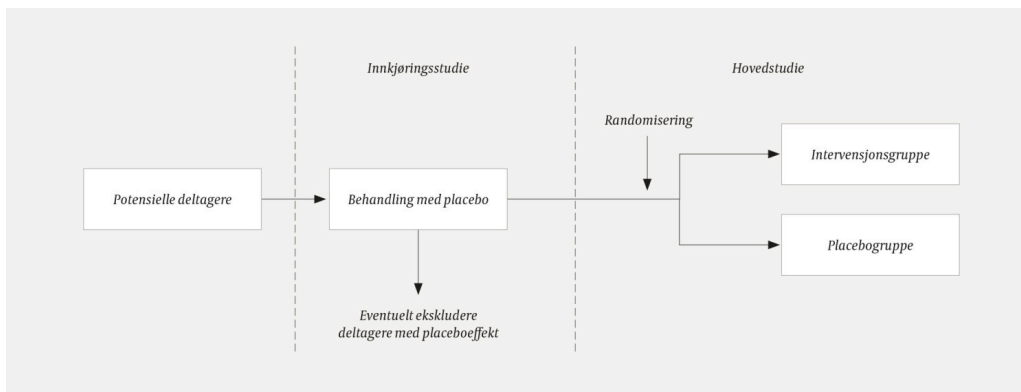 Innkjøringsstudie
Hovedstudie
Randomisering
Potensielle deltagere
Behandling med placebo
Intervensjonsgruppe
Placebogruppe
Eventuelt ekskludere
deltagere med placeboeffekt